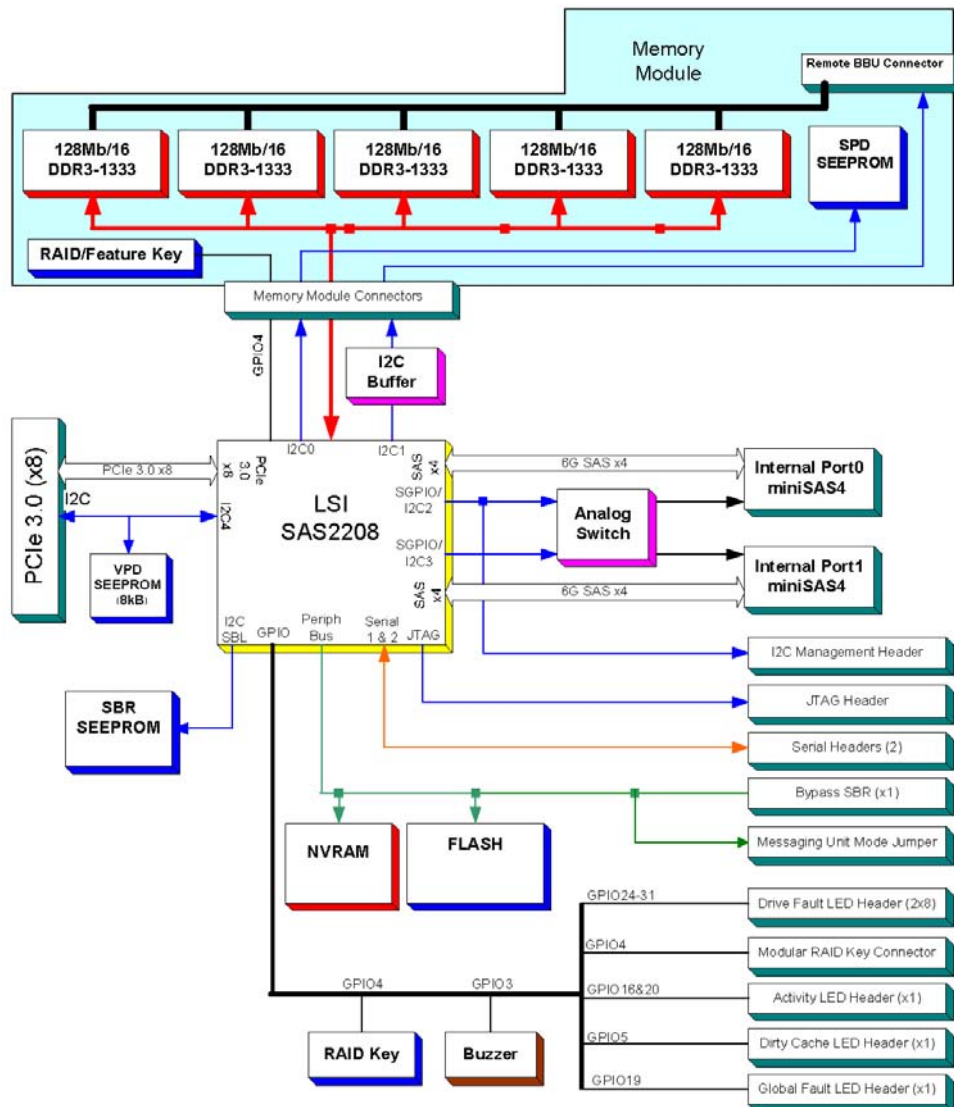 Memory
Module
Remote BBU Connector
128Mb/16
DDR3-1333
128Mb/16
DDR3-1333
128Mb/16
DDR3-1333
128Mb/16
DDR3-1333
128Mb/16
DDR3-1333
SPD
SEEPROM
RAID/Feature Key
Memory Module Connectors
GPIO4
I2C
Buffer
PCIe 3.0 (x8)
PCIe 3.0 x8
x8
3.0
PCIe
I2C0
I2C1
SAS
x4
6G SAS x4
Internal Port0
miniSAS4
I2C
I2C4
LSI
SAS2208
SGPIO/
I2C2
SGPIO/
I2C3
Analog
Switch
VPD
SEEPROM
(8kB)
SAS
x4
6G SAS x4
Internal Port1
miniSAS4
I2C
SBL
GPIO
Periph
Bus
Serial
1 & 2
JTAG
I2C Management Header
SBR
SEEPROM
JTAG Header
Serial Headers (2)
Bypass SBR (x1)
NVRAM
FLASH
Messaging Unit Mode Jumper
GPIO24-31
Drive Fault LED Header (2x8)
GPIO4
Modular RAID Key Connector
GPIO4
GPIO3
GPIO16&20
Activity LED Header (x1)
RAID Key
Buzzer
GPIO5
Dirty Cache LED Header (x1)
GPIO19
Global Fault LED Header (x1)